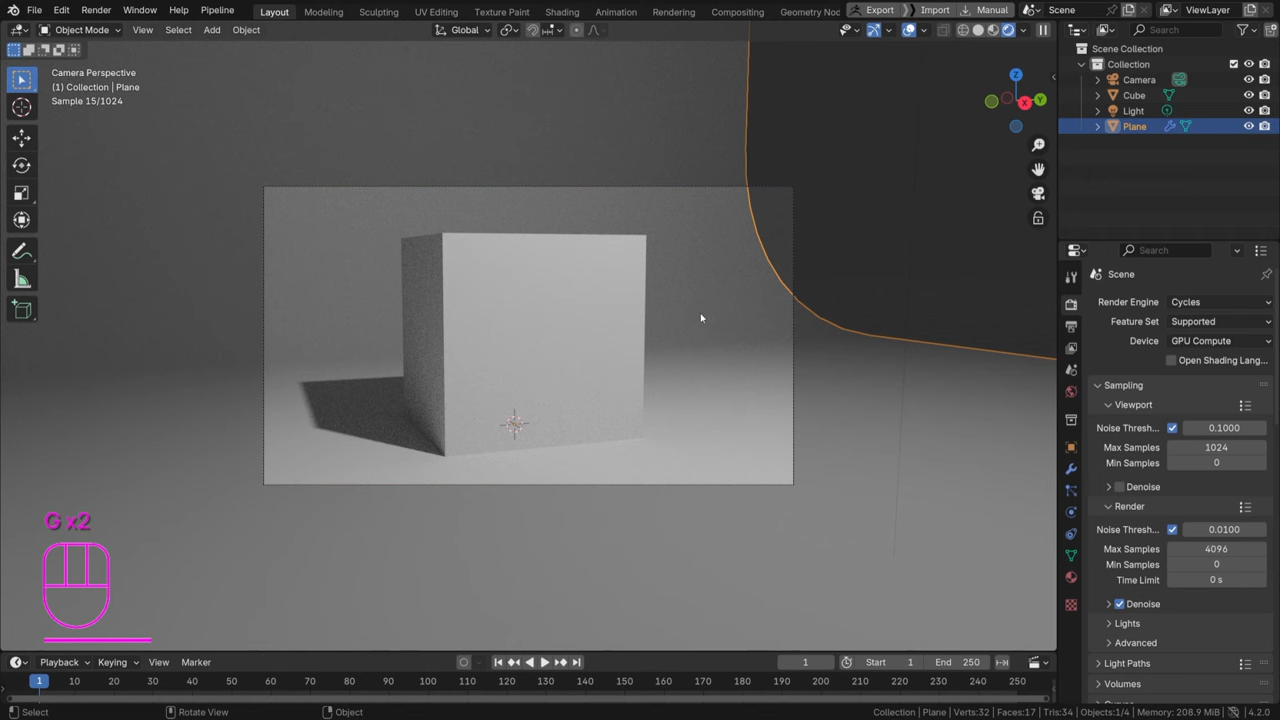 File Edit Render Window Help Pipeline Layout Modeling Sculpting UV Editing Texture Paint Shading Animation Rendering Compositing Geometry Nod Export Import Manual Scene ViewLayer
Object Mode View Select Add Object Global Search
Camera Perspective
(1) Collection | Plane
Sample 15/1024
Z
X
Y
Scene Collection
Collection
Camera
Cube
Light
Plane
Search
Scene
Render Engine Cycles
Feature Set Supported
Device GPU Compute
Open Shading Lang...
Sampling
Viewport
Noise Thresh... 0.1000
Max Samples 1024
Min Samples 0
Denoise
Render
Noise Thresh... 0.0100
Max Samples 4096
Min Samples 0
Time Limit 0 s
Denoise
Lights
Advanced
Light Paths
Volumes
G x2
Playback Keying View Marker 1 Start 1 End 250
1 10 20 30 40 50 60 70 80 90 100 110 120 130 140 150 160 170 180 190 200 210 220 230 240 250
Select Rotate View Object Collection | Plane | Verts:32 | Faces:17 | Tris:34 | Objects:1/4 | Memory: 208.9 MiB 4.2.0